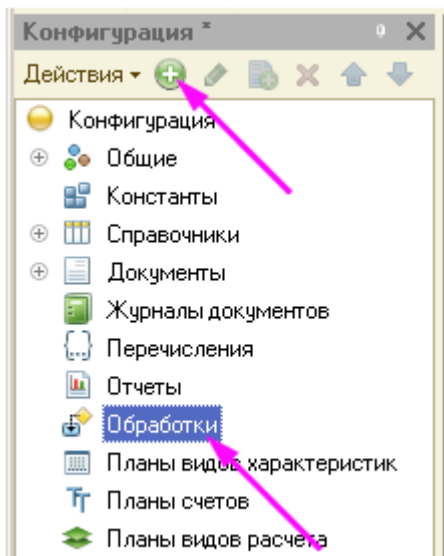 Конфигурация *
Действия
Конфигурация
Общие
Константы
Справочники
Документы
Журналы документов
Перечисления
Отчеты
Обработки
Планы видов характеристик
Планы счетов
Планы видов расчета